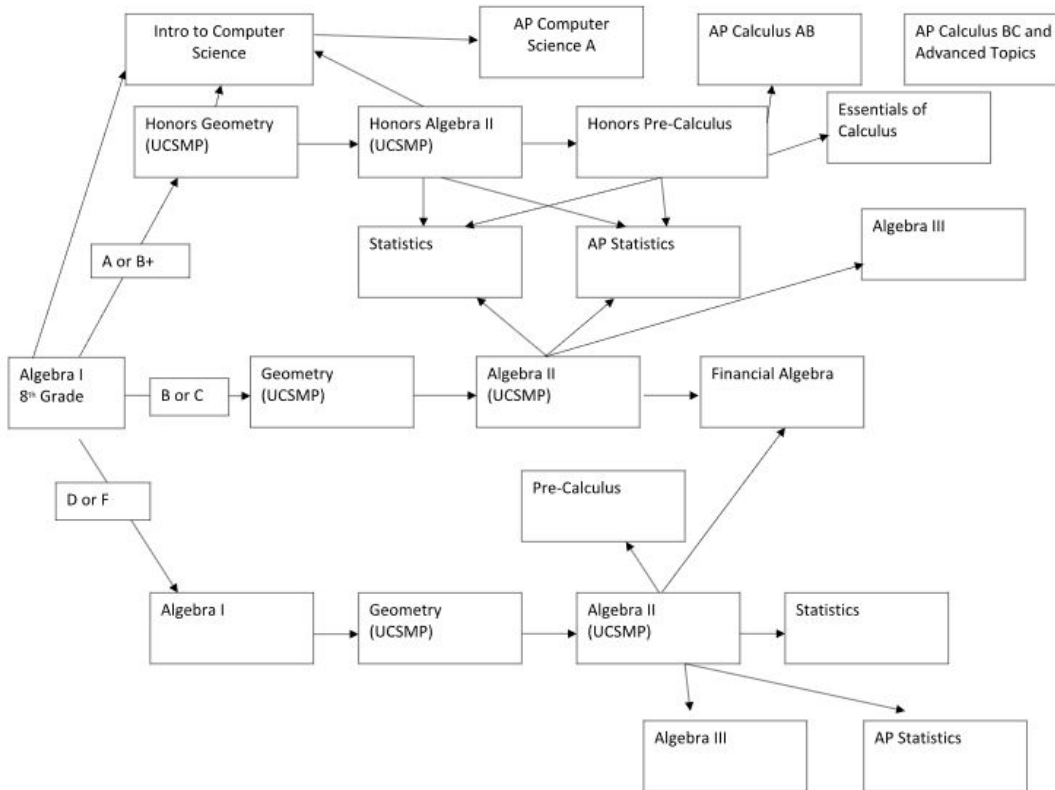 Intro to Computer
Science
AP Computer
Science A
AP Calculus AB
AP Calculus BC and
Advanced Topics
Honors Geometry
(UCSMP)
Honors Algebra II
(UCSMP)
Honors Pre-Calculus
Essentials of
Calculus
A or B+
Statistics
AP Statistics
Algebra III
Algebra I
8th Grade
B or C
Geometry
(UCSMP)
Algebra II
(UCSMP)
Financial Algebra
D or F
Pre-Calculus
Algebra I
Geometry
(UCSMP)
Algebra II
(UCSMP)
Statistics
Algebra III
AP Statistics